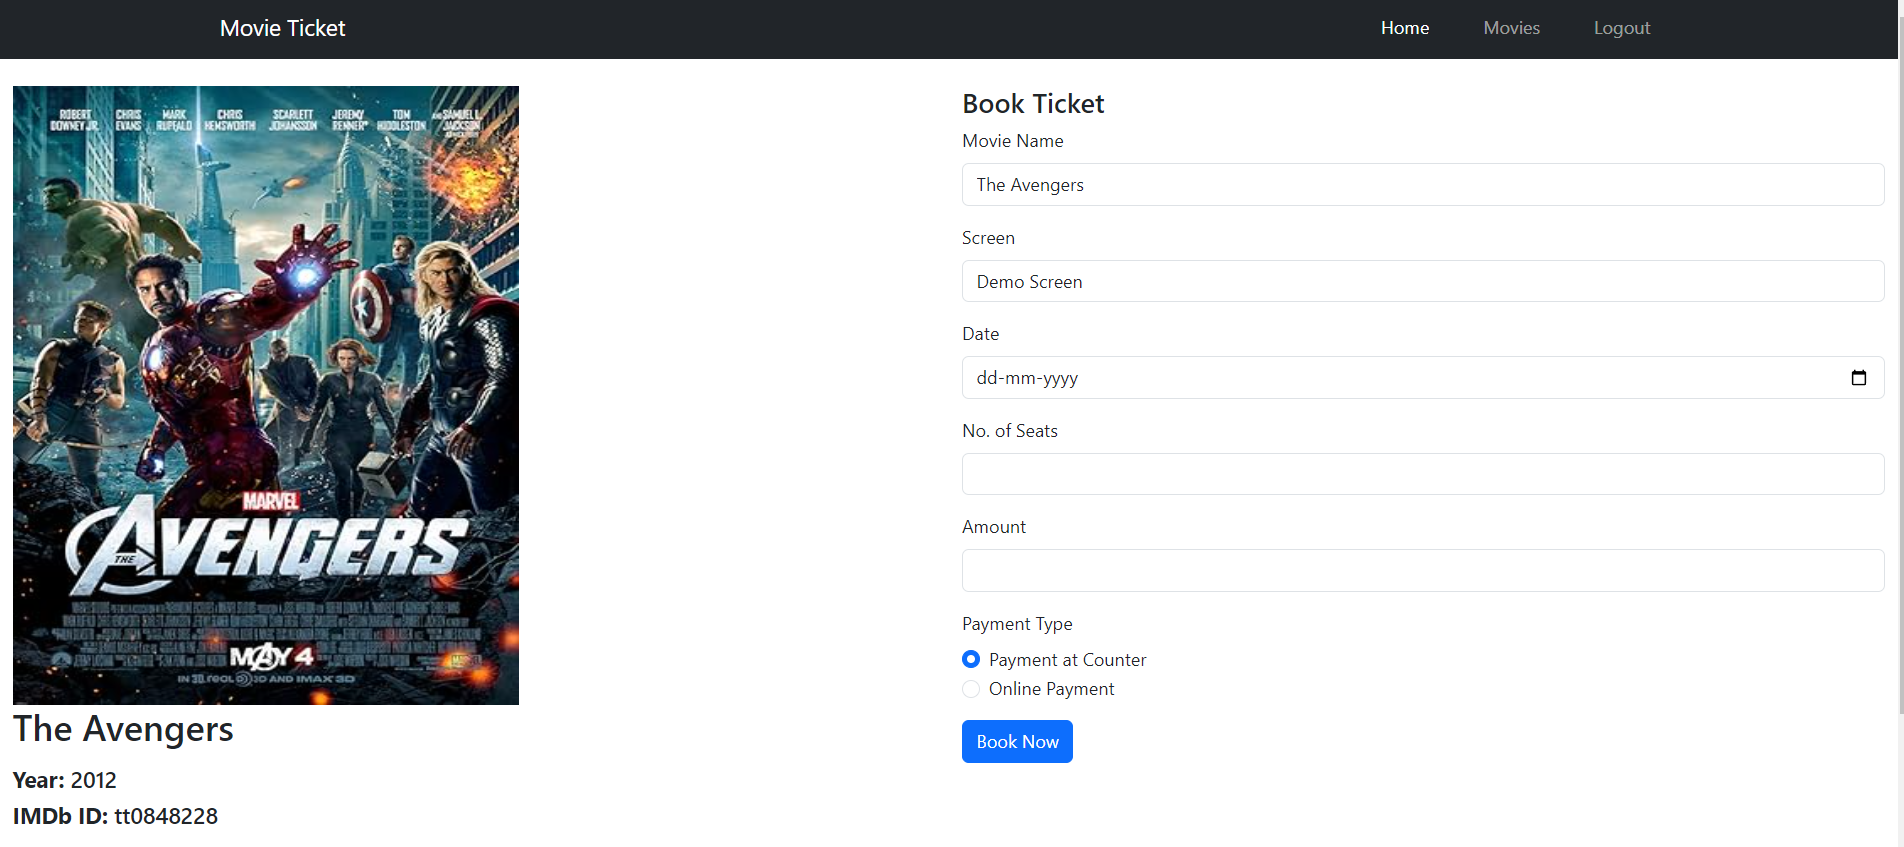 Movie Ticket
Home Movies Logout
ROBERT DOWNEY JR. CHRIS EVANS MARK RUFFALO CHRIS HEMSWORTH SCARLETT JOHANSSON JEREMY RENNER TOM HIDDLESTON AND SAMUEL L. JACKSON
MARVEL
THE AVENGERS
MAY 4
IN 3D, REAL D 3D AND IMAX 3D
The Avengers
Year: 2012
IMDb ID: tt0848228
Book Ticket
Movie Name
The Avengers
Screen
Demo Screen
Date
dd-mm-yyyy
No. of Seats
Amount
Payment Type
Payment at Counter
Online Payment
Book Now